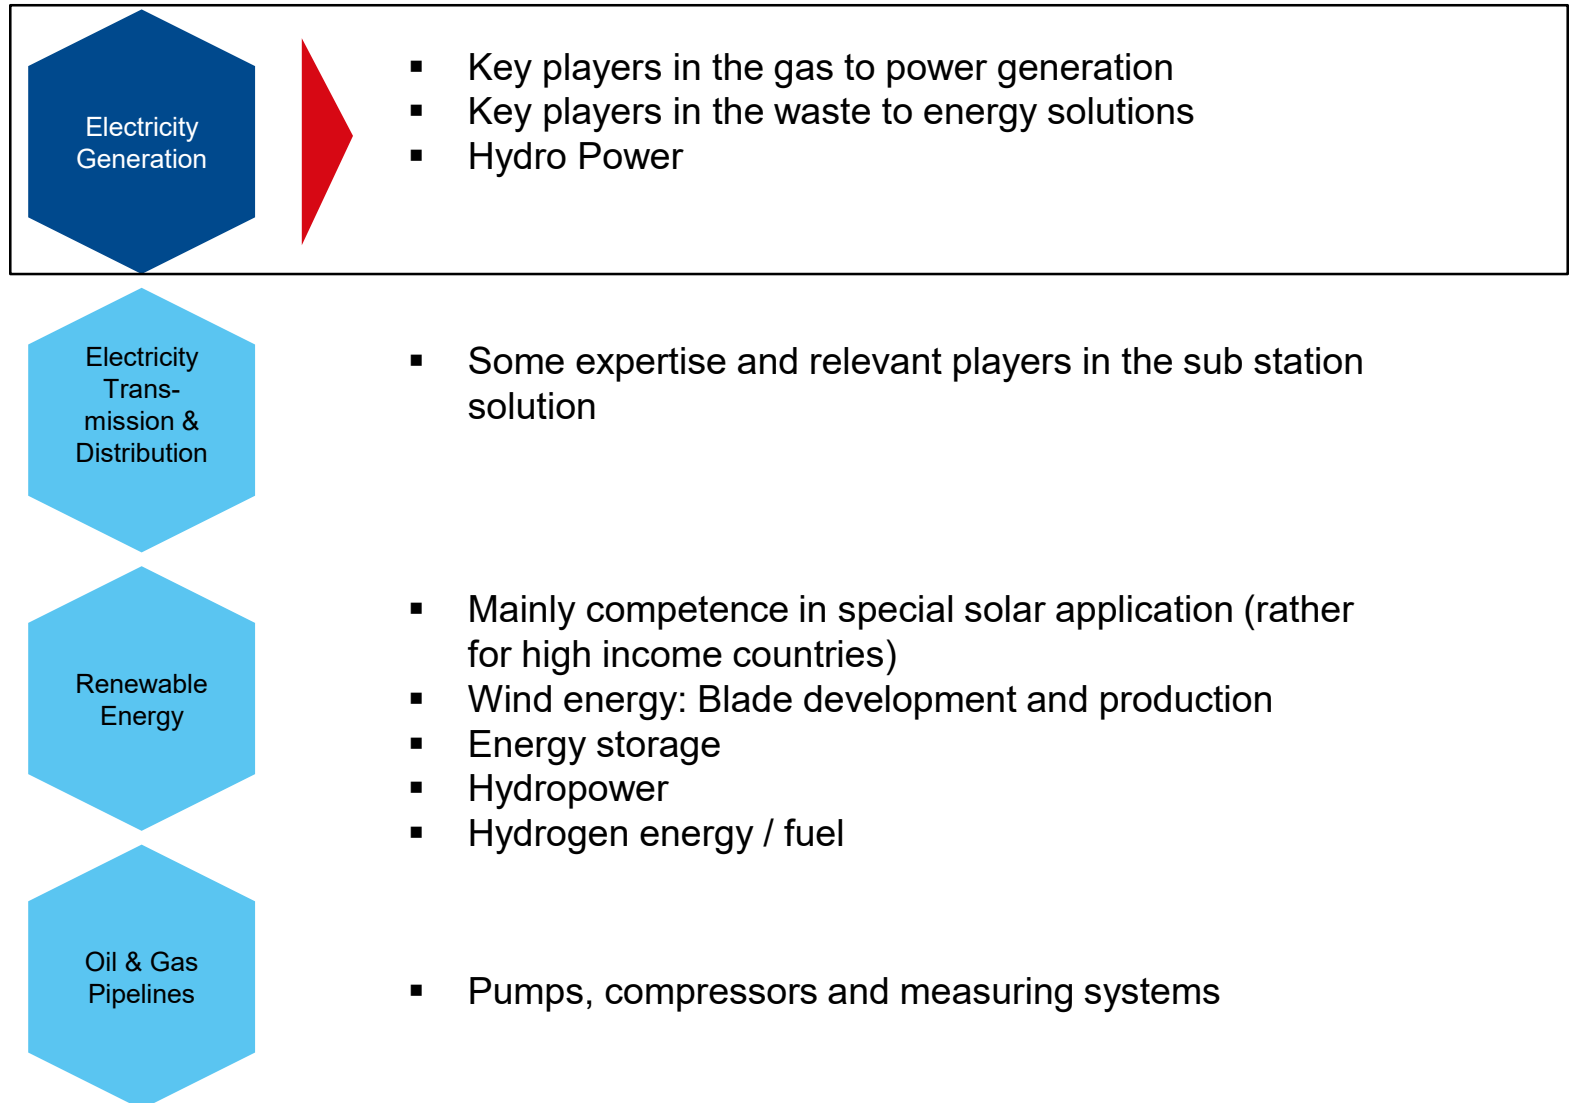 Electricity
Generation
▪ Key players in the gas to power generation
▪ Key players in the waste to energy solutions
▪ Hydro Power
Electricity
Trans-
mission &
Distribution
▪ Some expertise and relevant players in the sub station
solution
Renewable
Energy
▪ Mainly competence in special solar application (rather
for high income countries)
▪ Wind energy: Blade development and production
▪ Energy storage
▪ Hydropower
▪ Hydrogen energy / fuel
Oil & Gas
Pipelines
▪ Pumps, compressors and measuring systems